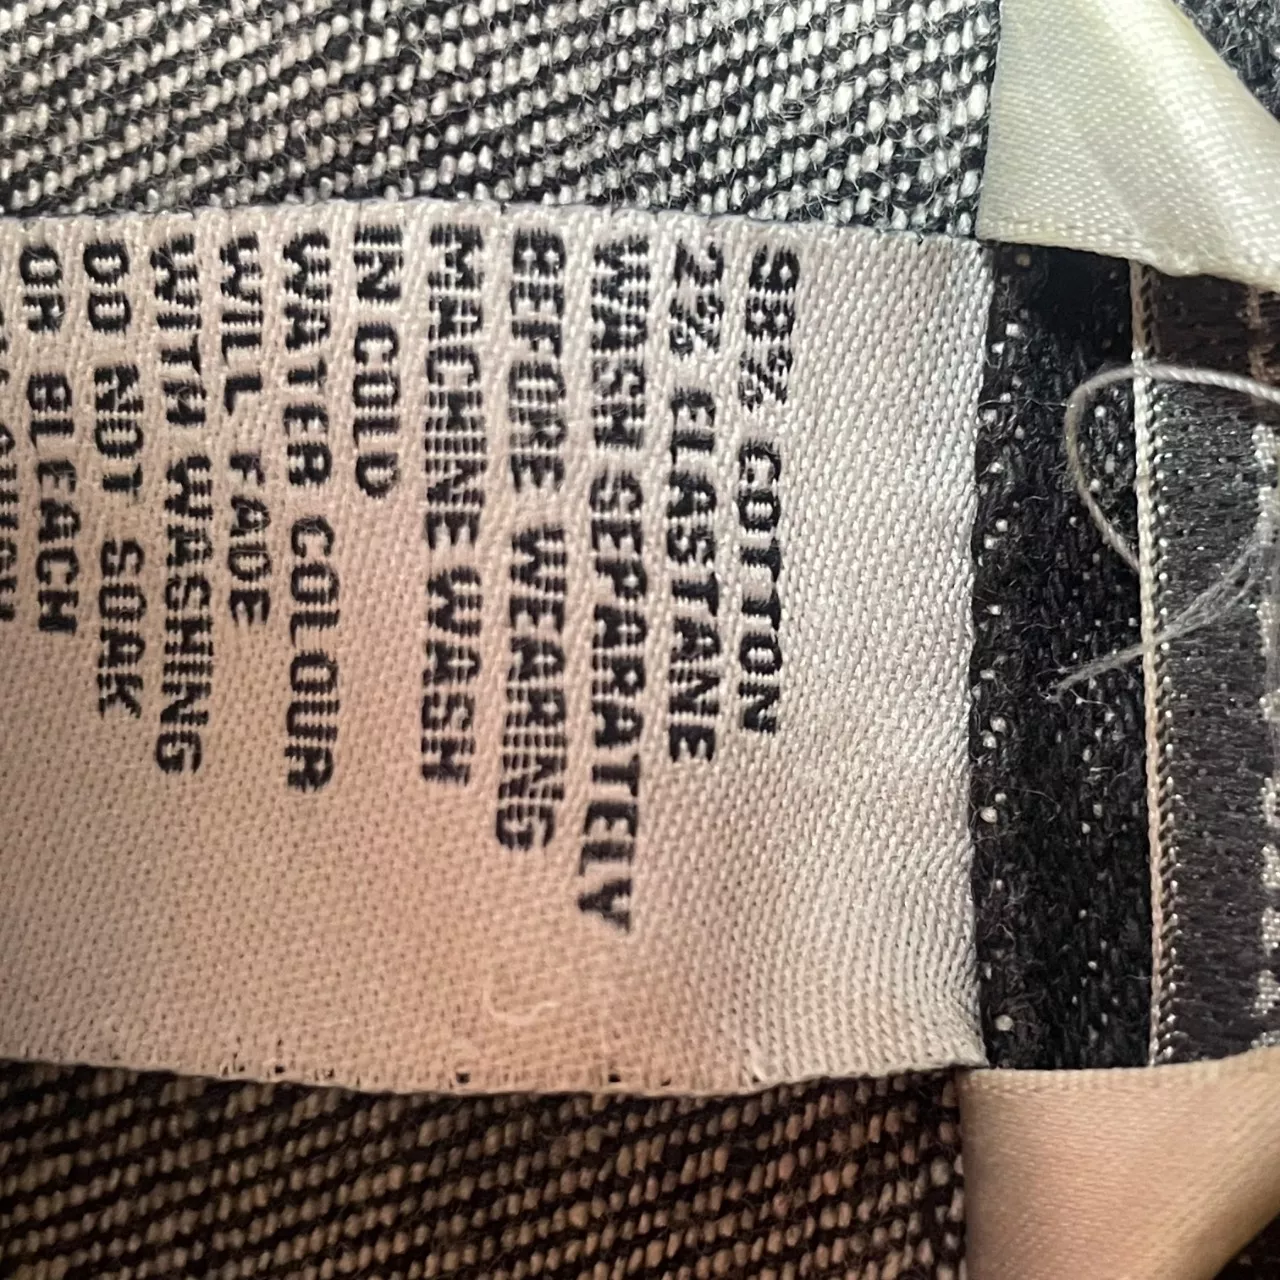 98% COTTON
2% ELASTANE
WASH SEPARATELY
BEFORE WEARING
MACHINE WASH
IN COLD
WATER COLOUR
WILL FADE
WITH WASHING
DO NOT SOAK
OR BLEACH